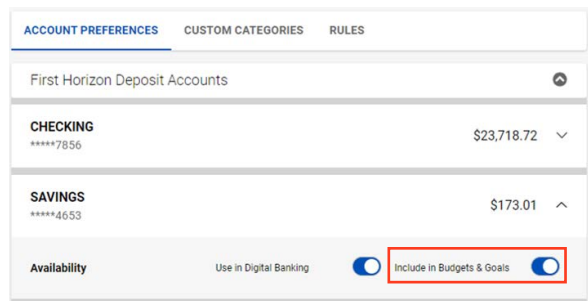 ACCOUNT PREFERENCES CUSTOM CATEGORIES RULES
First Horizon Deposit Accounts
CHECKING
*****7856
$23,718.72
SAVINGS
*****4653
$173.01
Availability Use in Digital Banking Include in Budgets & Goals